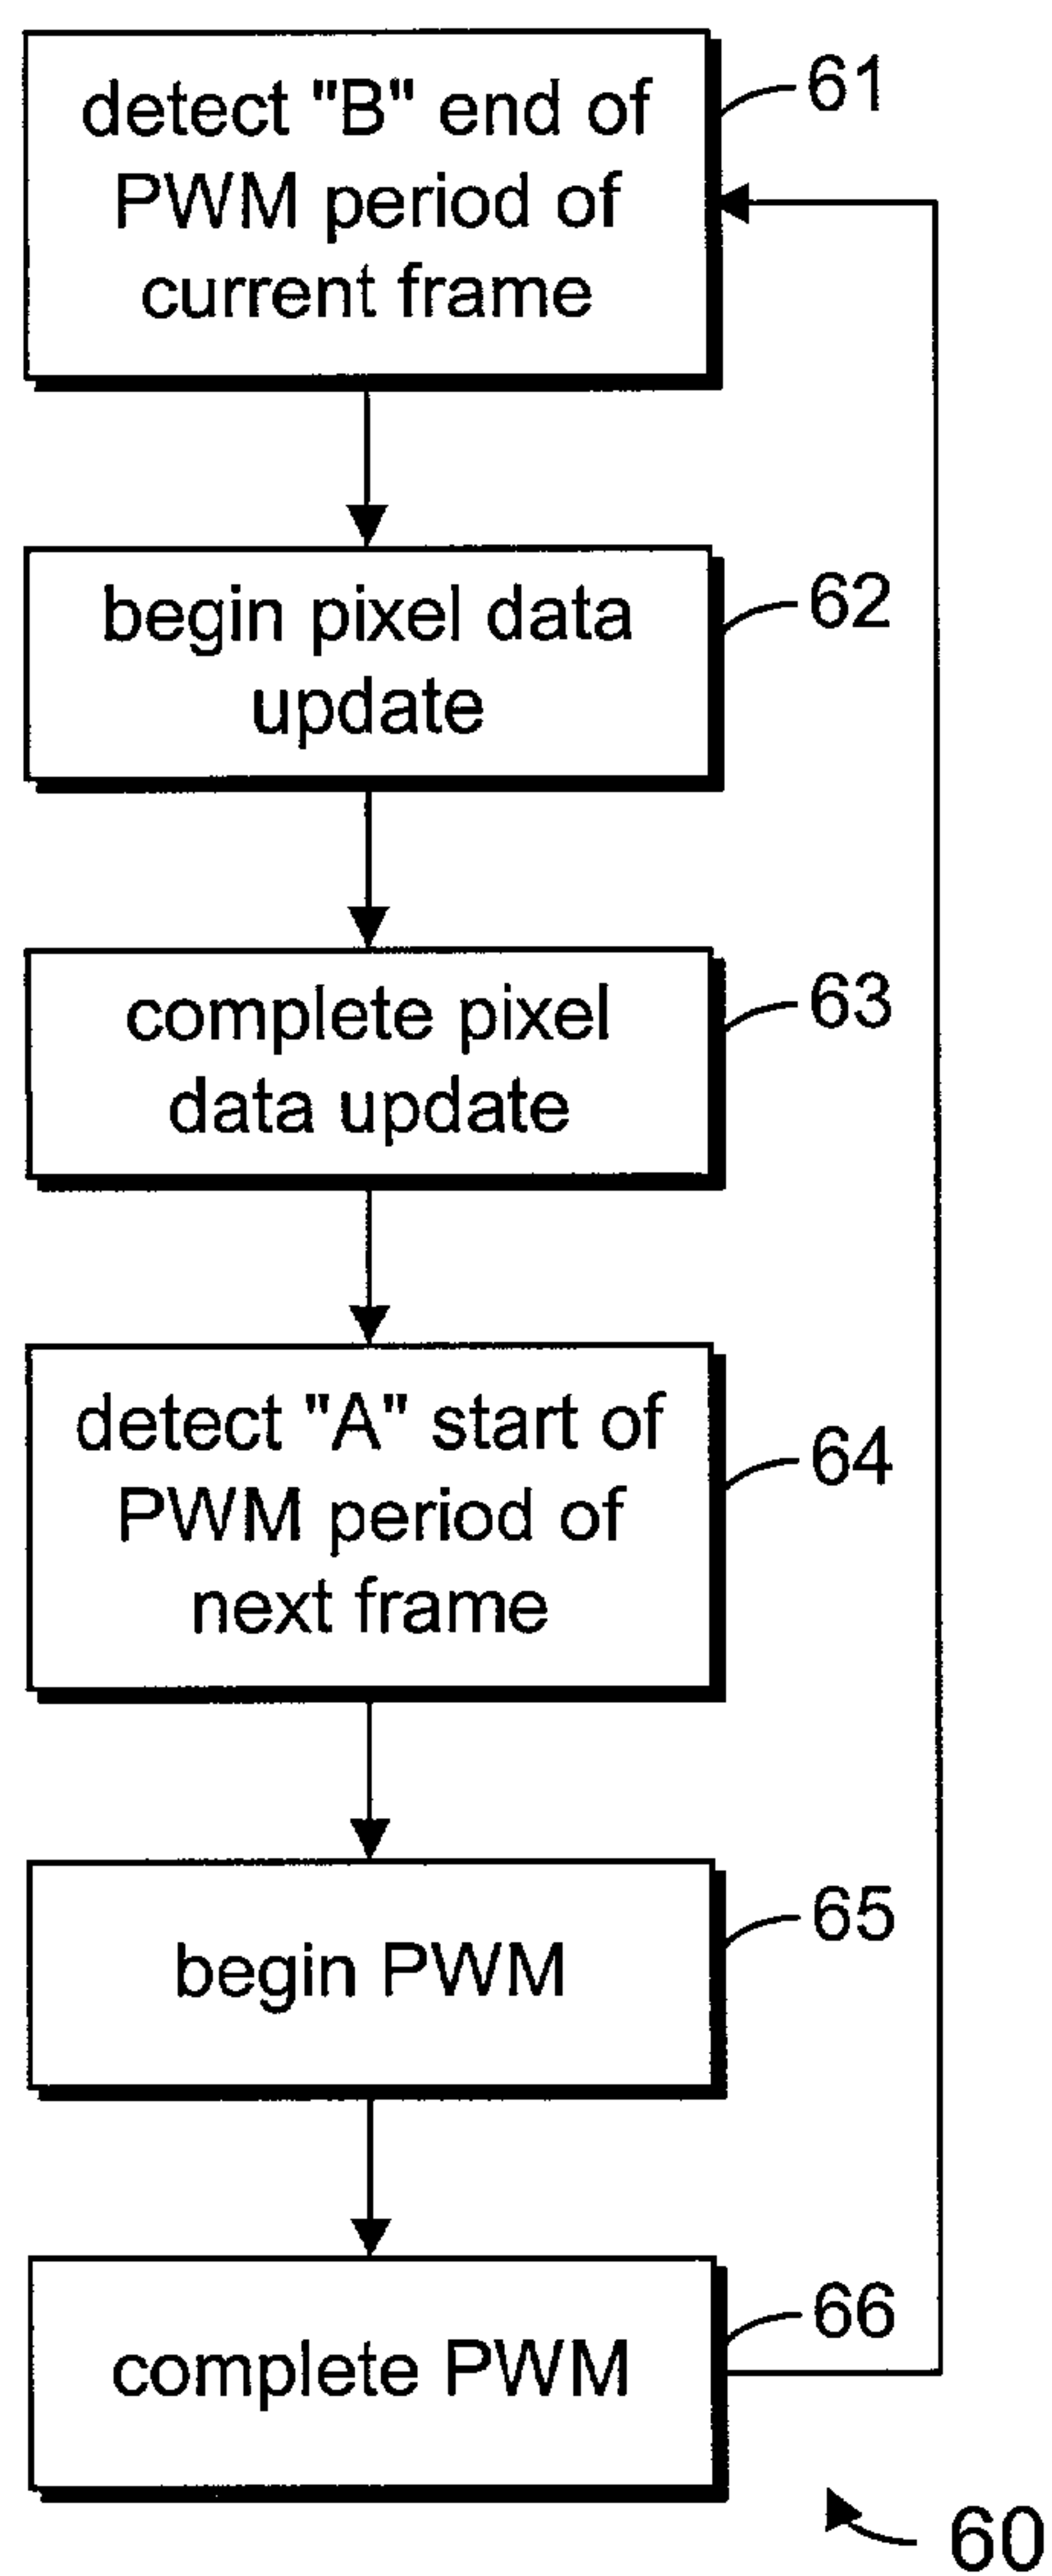 detect "B" end of
PWM period of
current frame
61
begin pixel data
update
62
complete pixel
data update
63
detect "A" start of
PWM period of
next frame
64
begin PWM
65
complete PWM
66
60